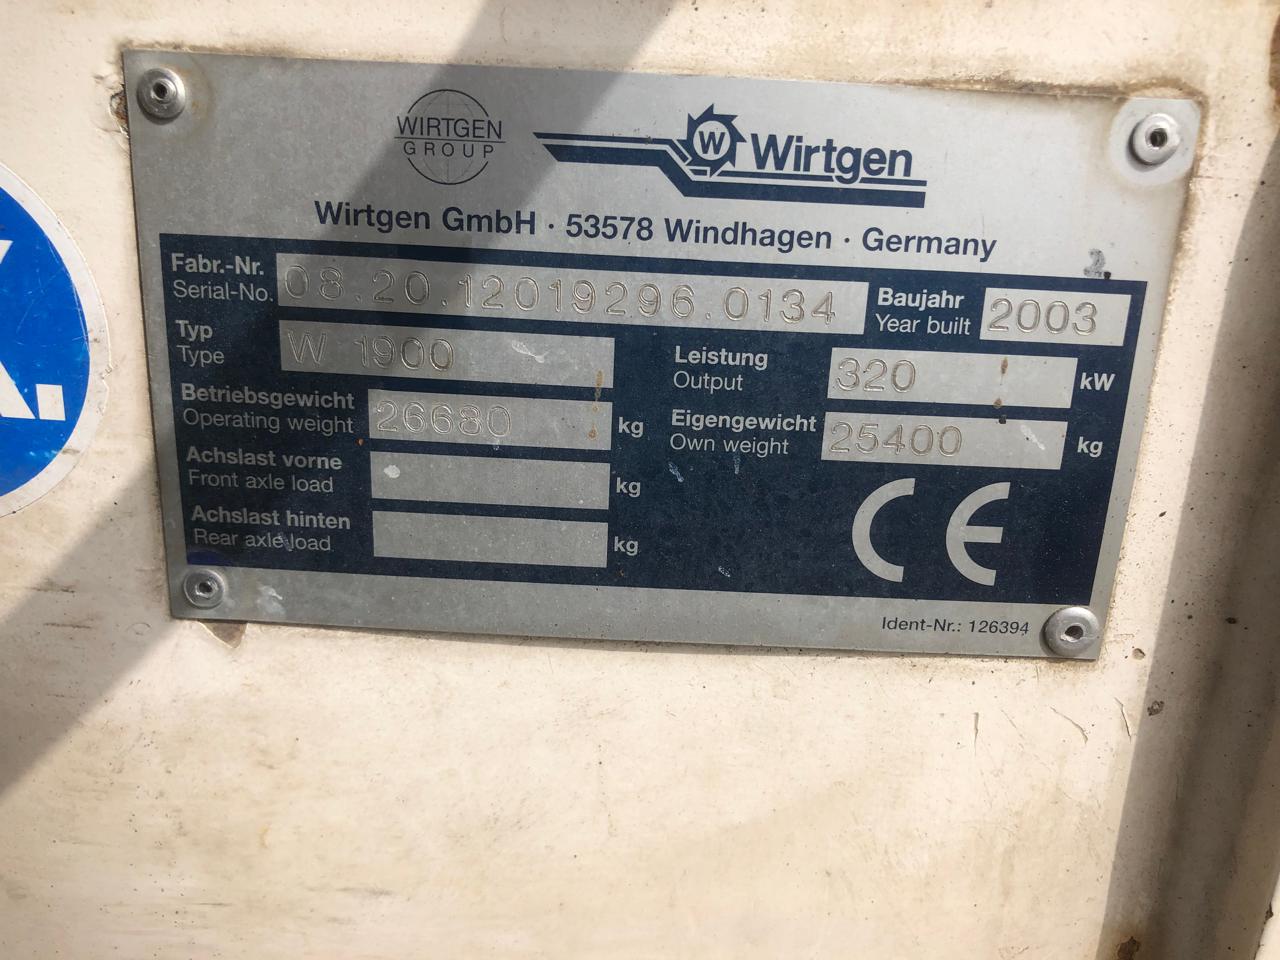 WIRTGEN
GROUP
W Wirtgen
Wirtgen GmbH · 53578 Windhagen · Germany
Fabr.-Nr.
Serial-No. 08.20.12019296.0134
Baujahr
Year built 2003
Typ
Type W 1900
Leistung
Output 320 kW
Betriebsgewicht
Operating weight 26680 kg
Eigengewicht
Own weight 25400 kg
Achslast vorne
Front axle load kg
Achslast hinten
Rear axle load kg
CE
Ident-Nr.: 126394